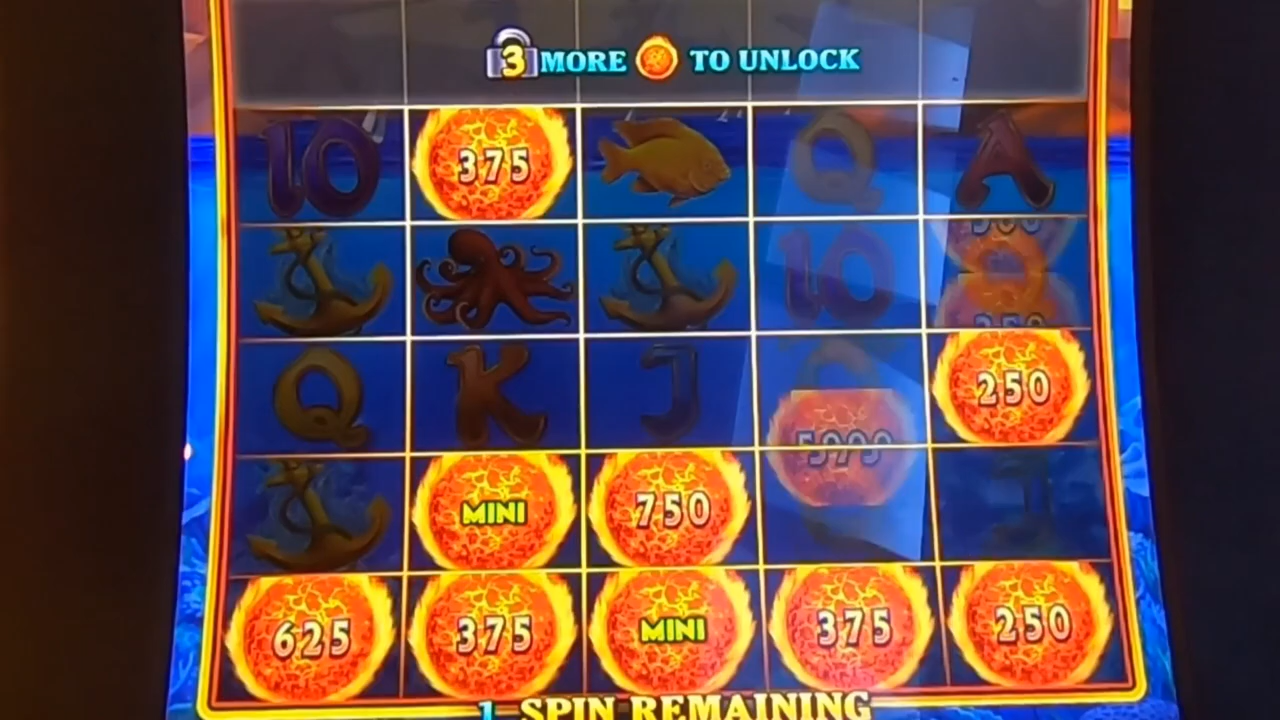 3 MORE TO UNLOCK
10 375 Q A
10
Q K J 250
MINI 750
625 375 MINI 375 250
1 SPIN REMAINING